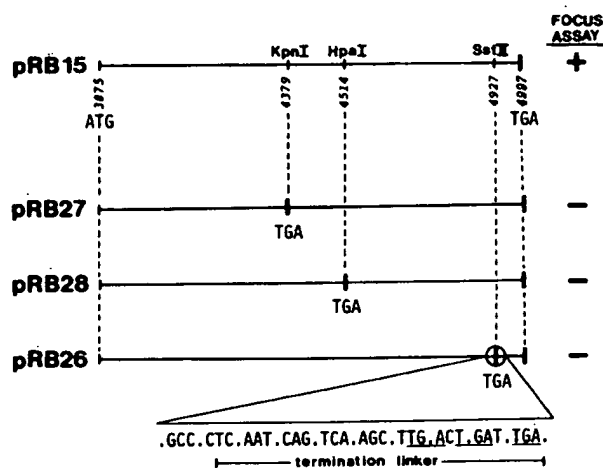 FOCUS
ASSAY
KpnI HpaI SstII
pRB15 +
3875 4379 4514 4927
ATG TGA
pRB27 −
TGA
pRB28 −
TGA
pRB26 −
TGA
.GCC.CTC.AAT.CAG.TCA.AGC.TTG.ACT.GAT.TGA.
termination linker